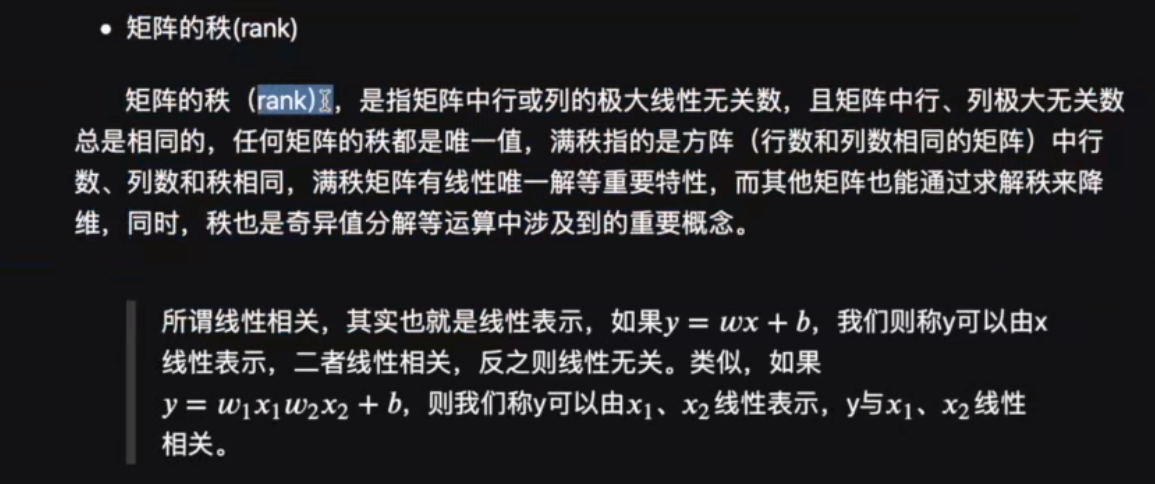 • 矩阵的秩(rank)
矩阵的秩（rank)），是指矩阵中行或列的极大线性无关数，且矩阵中行、列极大无关数
总是相同的，任何矩阵的秩都是唯一值，满秩指的是方阵（行数和列数相同的矩阵）中行
数、列数和秩相同，满秩矩阵有线性唯一解等重要特性，而其他矩阵也能通过求解秩来降
维，同时，秩也是奇异值分解等运算中涉及到的重要概念。
所谓线性相关，其实也就是线性表示，如果y = wx + b，我们则称y可以由x
线性表示，二者线性相关，反之则线性无关。类似，如果
y = w₁x₁w₂x₂ + b，则我们称y可以由x₁、x₂线性表示，y与x₁、x₂线性
相关。